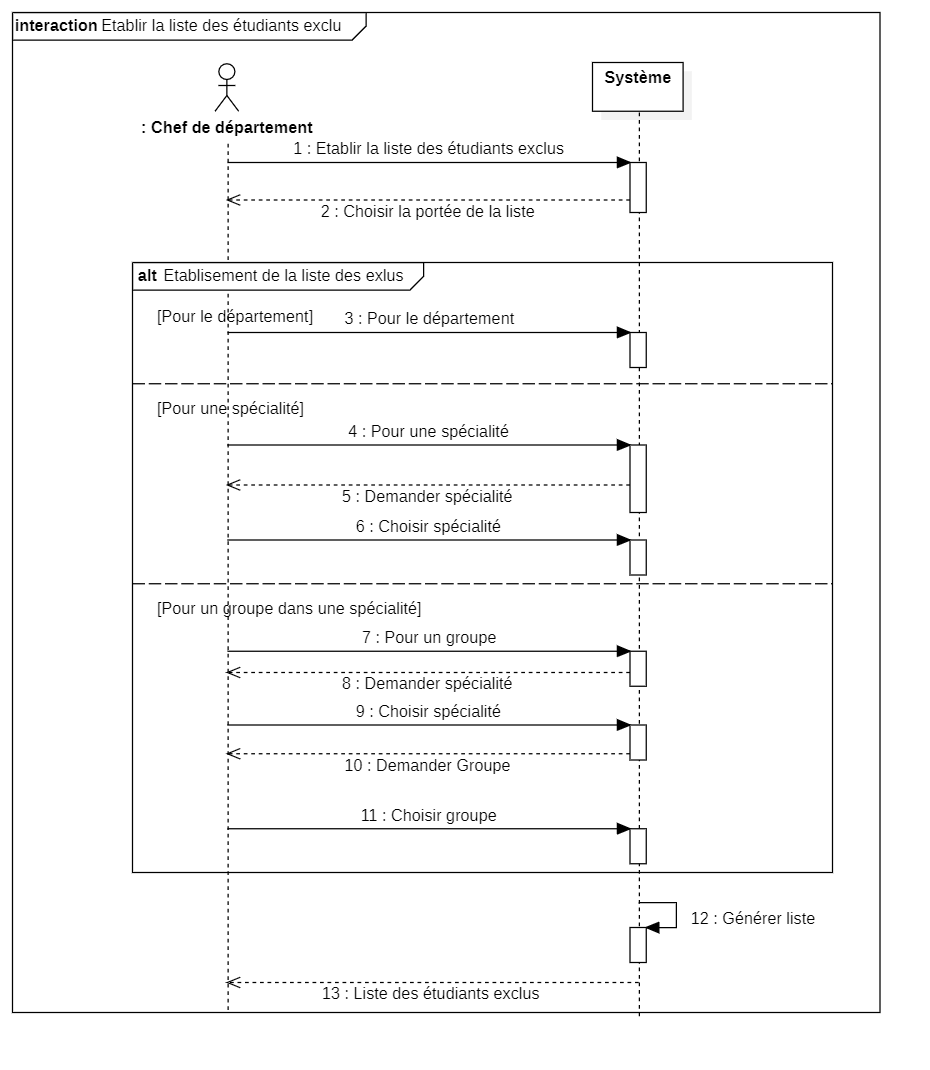 interaction Etablir la liste des étudiants exclu
Système
: Chef de département
1 : Etablir la liste des étudiants exclus
2 : Choisir la portée de la liste
alt Etablisement de la liste des exlus
[Pour le département]
3 : Pour le département
[Pour une spécialité]
4 : Pour une spécialité
5 : Demander spécialité
6 : Choisir spécialité
[Pour un groupe dans une spécialité]
7 : Pour un groupe
8 : Demander spécialité
9 : Choisir spécialité
10 : Demander Groupe
11 : Choisir groupe
12 : Générer liste
13 : Liste des étudiants exclus